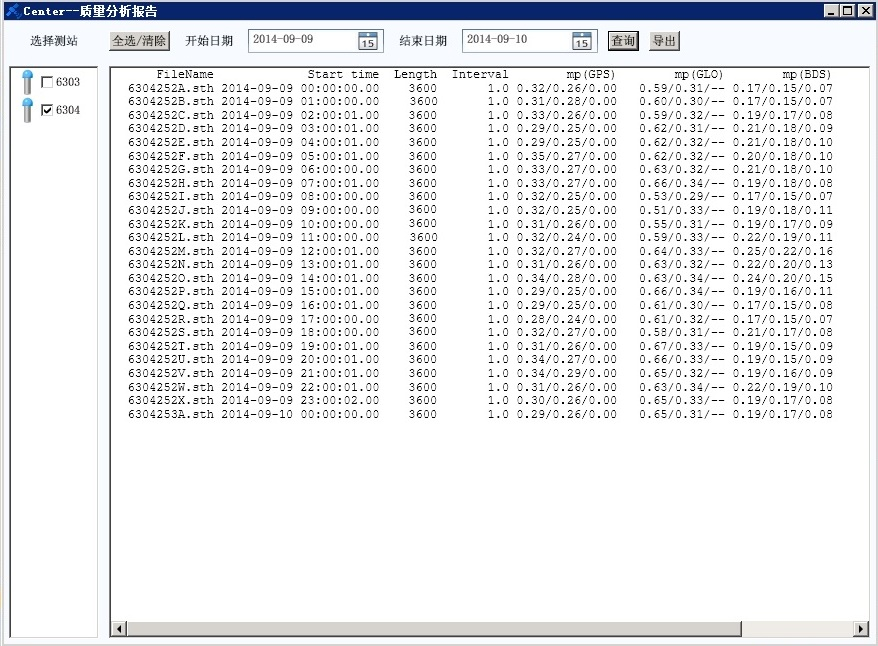 Center--质量分析报告
选择测站 全选/清除 开始日期 2014-09-09 15 结束日期 2014-09-10 15 查询 导出
6303
6304
FileName Start time Length Interval mp(GPS) mp(GLO) mp(BDS)
6304252A.sth 2014-09-09 00:00:00.00 3600 1.0 0.32/0.26/0.00 0.59/0.31/-- 0.17/0.15/0.07
6304252B.sth 2014-09-09 01:00:00.00 3600 1.0 0.31/0.28/0.00 0.60/0.30/-- 0.17/0.15/0.07
6304252C.sth 2014-09-09 02:00:01.00 3600 1.0 0.33/0.26/0.00 0.59/0.31/-- 0.19/0.17/0.08
6304252D.sth 2014-09-09 03:00:01.00 3600 1.0 0.29/0.25/0.00 0.62/0.31/-- 0.21/0.18/0.09
6304252E.sth 2014-09-09 04:00:01.00 3600 1.0 0.29/0.25/0.00 0.62/0.31/-- 0.21/0.18/0.10
6304252F.sth 2014-09-09 05:00:01.00 3600 1.0 0.35/0.27/0.00 0.62/0.32/-- 0.20/0.18/0.10
6304252G.sth 2014-09-09 06:00:00.00 3600 1.0 0.33/0.27/0.00 0.63/0.32/-- 0.21/0.18/0.10
6304252H.sth 2014-09-09 07:00:01.00 3600 1.0 0.33/0.27/0.00 0.66/0.34/-- 0.19/0.18/0.08
6304252I.sth 2014-09-09 08:00:00.00 3600 1.0 0.32/0.25/0.00 0.53/0.29/-- 0.17/0.15/0.07
6304252J.sth 2014-09-09 09:00:00.00 3600 1.0 0.32/0.25/0.00 0.51/0.33/-- 0.19/0.18/0.11
6304252K.sth 2014-09-09 10:00:00.00 3600 1.0 0.31/0.26/0.00 0.55/0.31/-- 0.19/0.17/0.09
6304252L.sth 2014-09-09 11:00:00.00 3600 1.0 0.32/0.24/0.00 0.59/0.33/-- 0.22/0.19/0.11
6304252M.sth 2014-09-09 12:00:01.00 3600 1.0 0.32/0.27/0.00 0.64/0.33/-- 0.25/0.22/0.16
6304252N.sth 2014-09-09 13:00:01.00 3600 1.0 0.31/0.26/0.00 0.63/0.32/-- 0.22/0.20/0.13
6304252O.sth 2014-09-09 14:00:01.00 3600 1.0 0.34/0.28/0.00 0.63/0.34/-- 0.24/0.20/0.15
6304252P.sth 2014-09-09 15:00:01.00 3600 1.0 0.29/0.25/0.00 0.66/0.34/-- 0.19/0.16/0.11
6304252Q.sth 2014-09-09 16:00:01.00 3600 1.0 0.29/0.25/0.00 0.61/0.30/-- 0.17/0.15/0.08
6304252R.sth 2014-09-09 17:00:00.00 3600 1.0 0.28/0.24/0.00 0.61/0.32/-- 0.17/0.15/0.07
6304252S.sth 2014-09-09 18:00:00.00 3600 1.0 0.32/0.27/0.00 0.58/0.31/-- 0.21/0.17/0.08
6304252T.sth 2014-09-09 19:00:01.00 3600 1.0 0.31/0.26/0.00 0.67/0.33/-- 0.19/0.15/0.09
6304252U.sth 2014-09-09 20:00:01.00 3600 1.0 0.34/0.27/0.00 0.66/0.33/-- 0.19/0.15/0.09
6304252V.sth 2014-09-09 21:00:01.00 3600 1.0 0.34/0.29/0.00 0.65/0.32/-- 0.19/0.16/0.09
6304252W.sth 2014-09-09 22:00:01.00 3600 1.0 0.31/0.26/0.00 0.63/0.34/-- 0.22/0.19/0.10
6304252X.sth 2014-09-09 23:00:02.00 3600 1.0 0.30/0.26/0.00 0.65/0.33/-- 0.19/0.17/0.08
6304253A.sth 2014-09-10 00:00:00.00 3600 1.0 0.29/0.26/0.00 0.65/0.31/-- 0.19/0.17/0.08